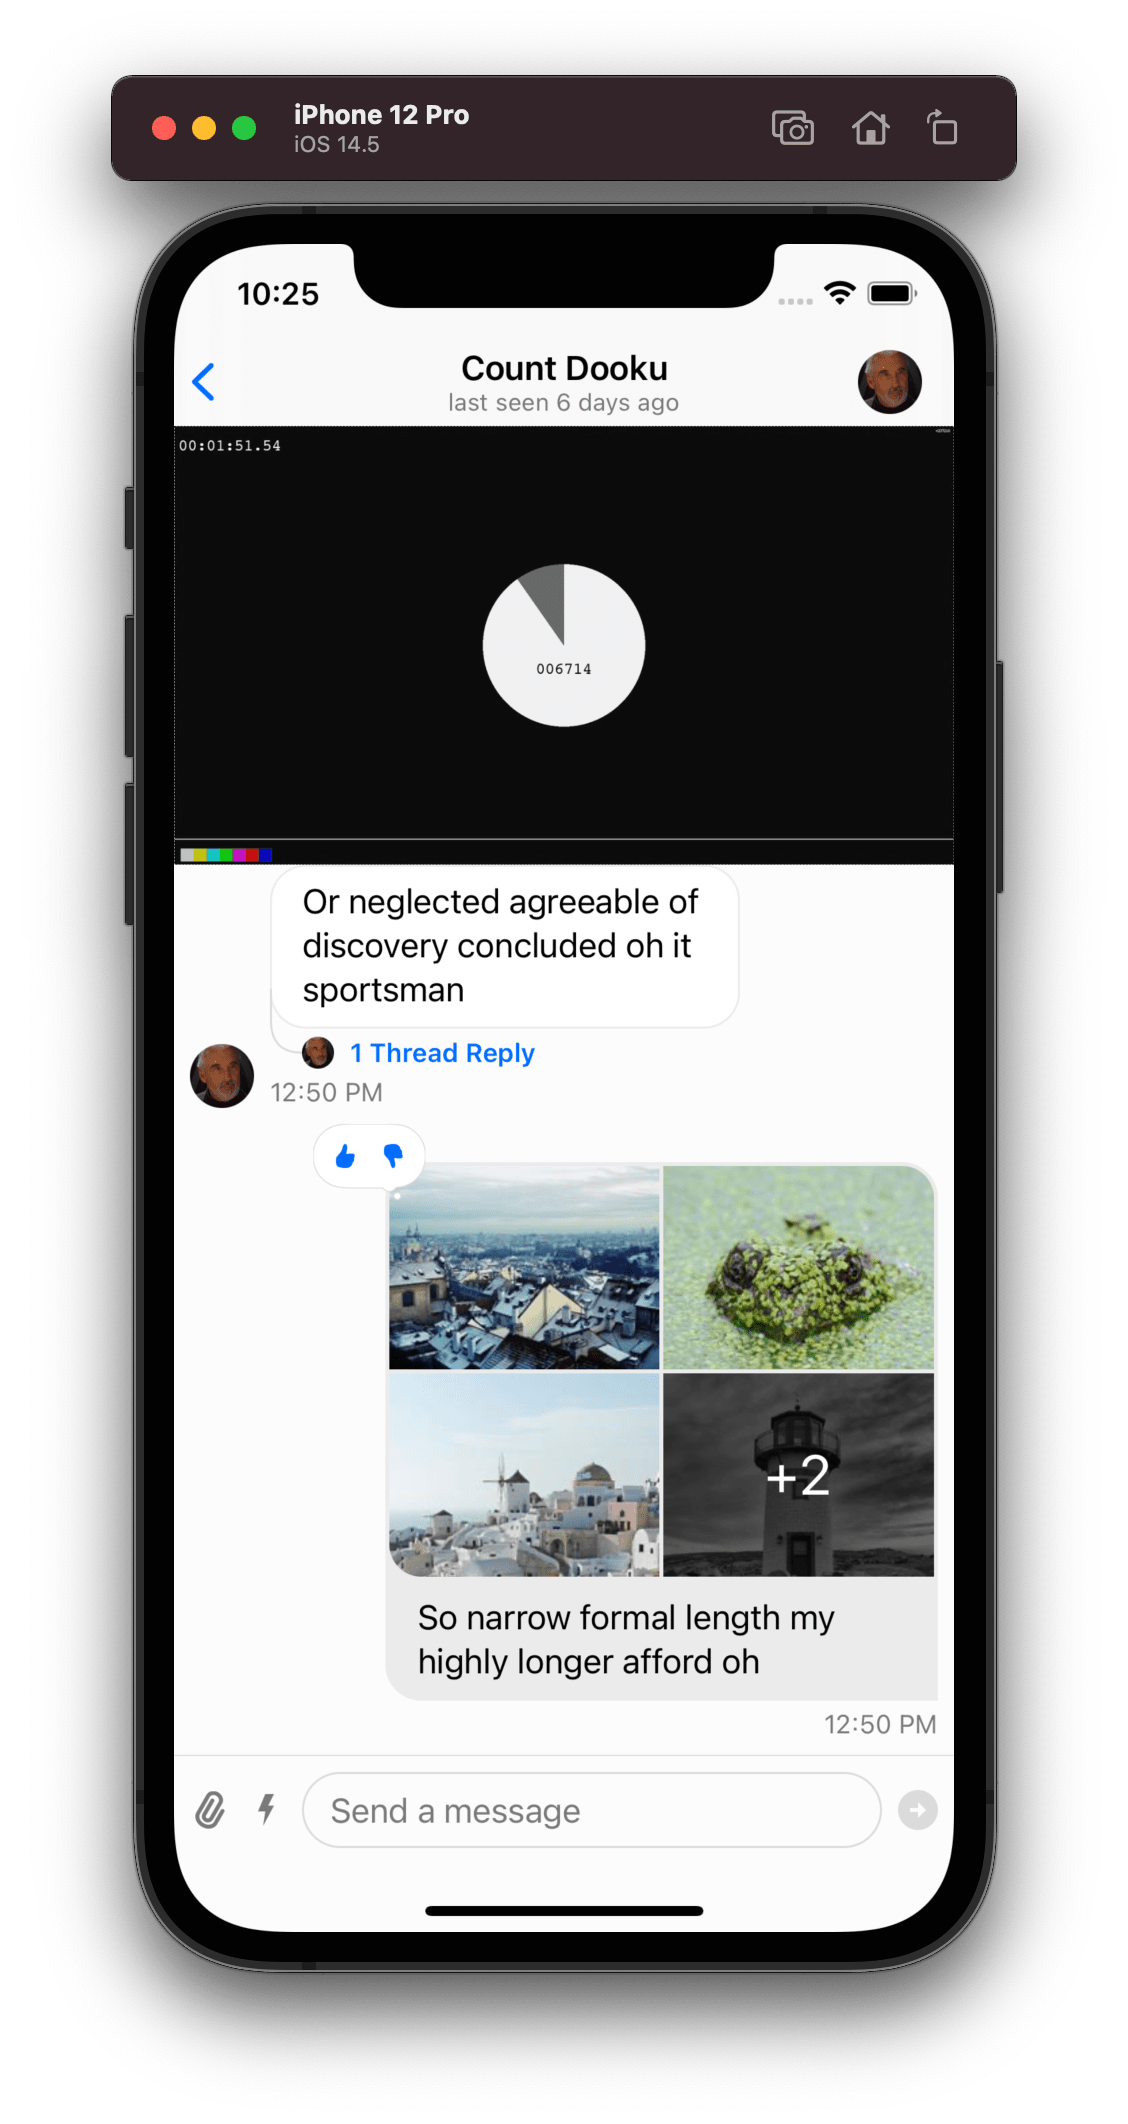 iPhone 12 Pro
iOS 14.5
10:25
Count Dooku
last seen 6 days ago
00:01:51.54
006714
Or neglected agreeable of
discovery concluded oh it
sportsman
1 Thread Reply
12:50 PM
+2
So narrow formal length my
highly longer afford oh
12:50 PM
Send a message